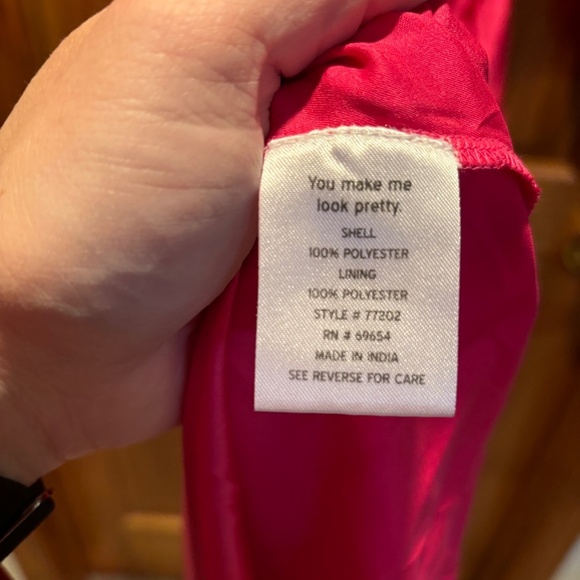 You make me
look pretty.
SHELL
100% POLYESTER
LINING
100% POLYESTER
STYLE # 77202
RN # 69654
MADE IN INDIA
SEE REVERSE FOR CARE